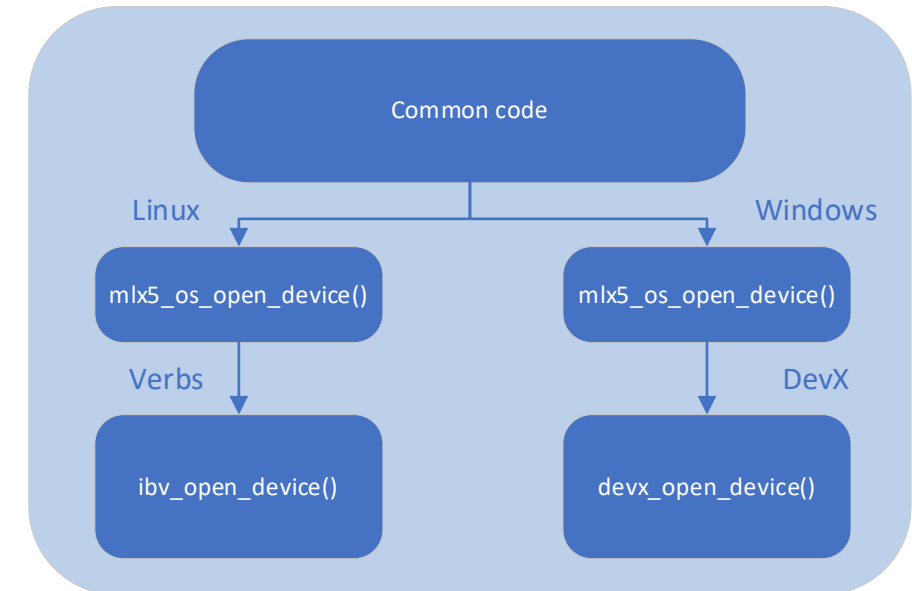 Common code
Linux
Windows
mlx5_os_open_device()
mlx5_os_open_device()
Verbs
DevX
ibv_open_device()
devx_open_device()